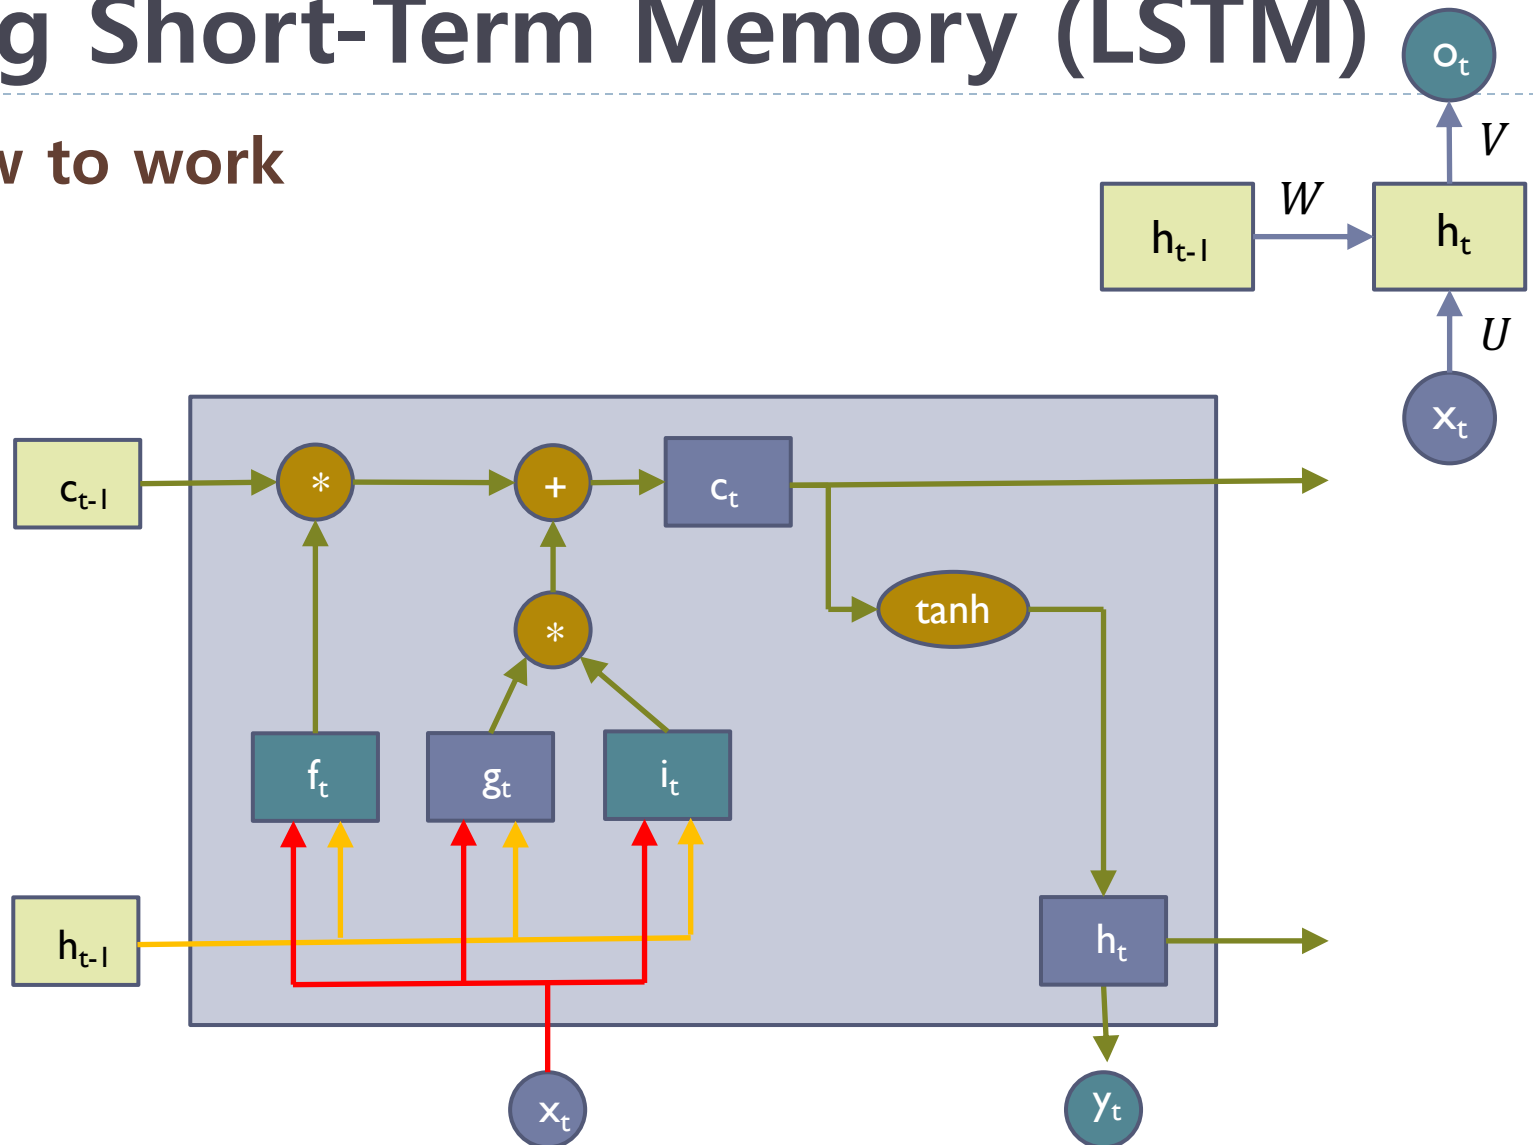 g Short-Term Memory (LSTM)
w to work
oₜ
V
hₜ₋₁
W
hₜ
U
xₜ
cₜ₋₁
*
+
cₜ
tanh
*
fₜ
gₜ
iₜ
hₜ₋₁
hₜ
xₜ
yₜ